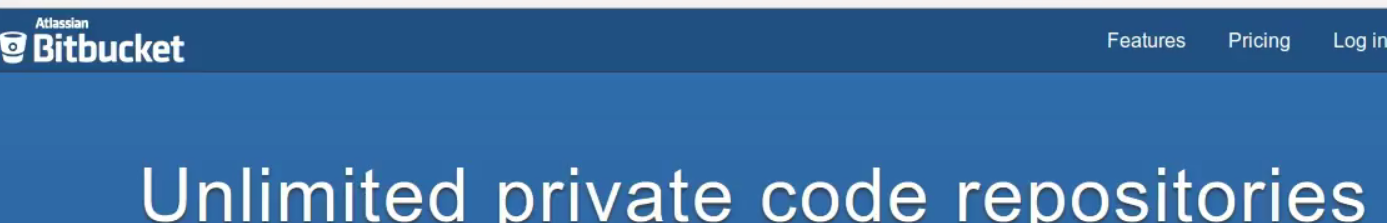 Atlassian
Bitbucket
Features Pricing Log in
Unlimited private code repositories